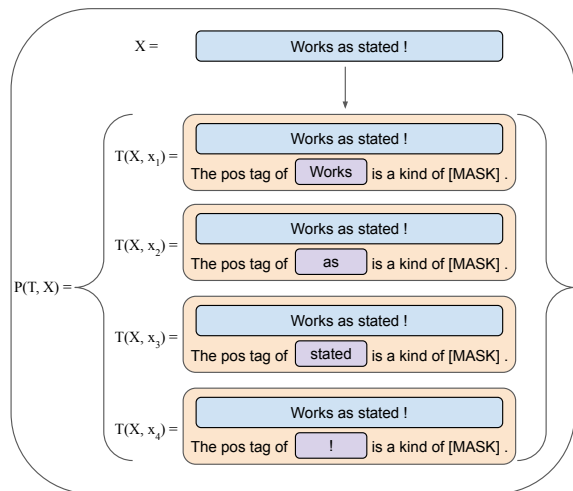 X = Works as stated !
Works as stated !
T(X, x₁) =
The pos tag of Works is a kind of [MASK] .
Works as stated !
T(X, x₂) =
The pos tag of as is a kind of [MASK] .
P(T, X) =
Works as stated !
T(X, x₃) =
The pos tag of stated is a kind of [MASK] .
Works as stated !
T(X, x₄) =
The pos tag of ! is a kind of [MASK] .